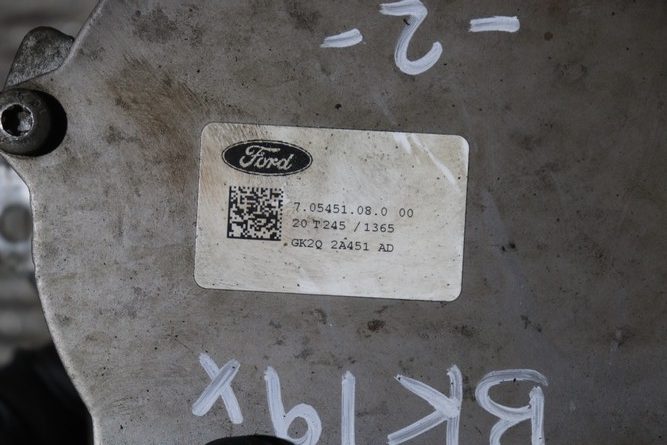 - 2 -
Ford
7.05451.08.0 00
20 T245 / 1365
GK2Q 2A451 AD
BK19x